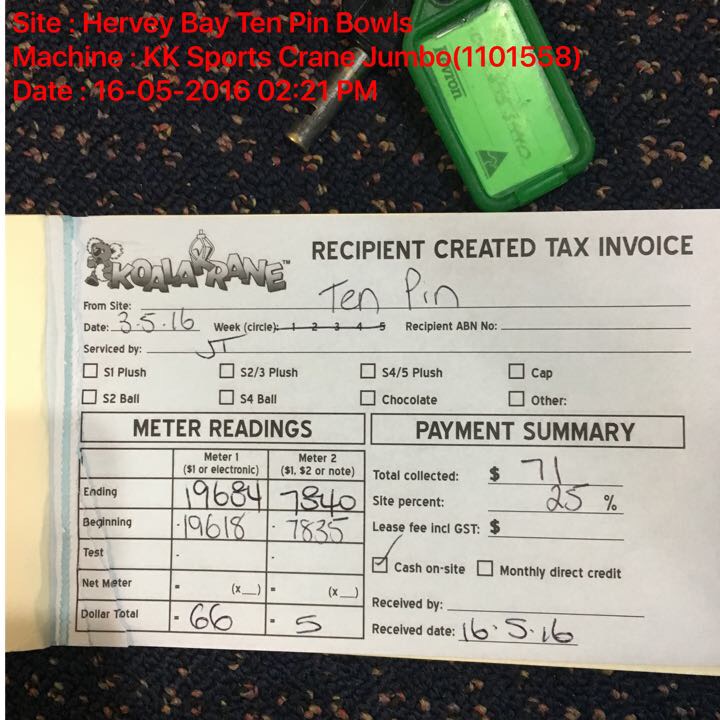 Site : Hervey Bay Ten Pin Bowls
Machine : KK Sports Crane Jumbo(1101558)
Date : 16-05-2016 02:21 PM
Kevron
KOALA KRANE™
RECIPIENT CREATED TAX INVOICE
From Site: Ten Pin
Date: 3.5.16 Week (circle): 1 2 3 4 5 Recipient ABN No:
Serviced by: JT
S1 Plush S2/3 Plush S4/5 Plush Cap
S2 Ball S4 Ball Chocolate Other:
METER READINGS PAYMENT SUMMARY
Meter 1 Meter 2
($1 or electronic) ($1, $2 or note)
Total collected: $ 71
Ending 19684 7840
Site percent: 25 %
Beginning 19618 7835
Lease fee incl GST: $
Test
Cash on-site Monthly direct credit
Net Meter = (x__) = (x__)
Received by:
Dollar Total = 66 = 5
Received date: 16.5.16